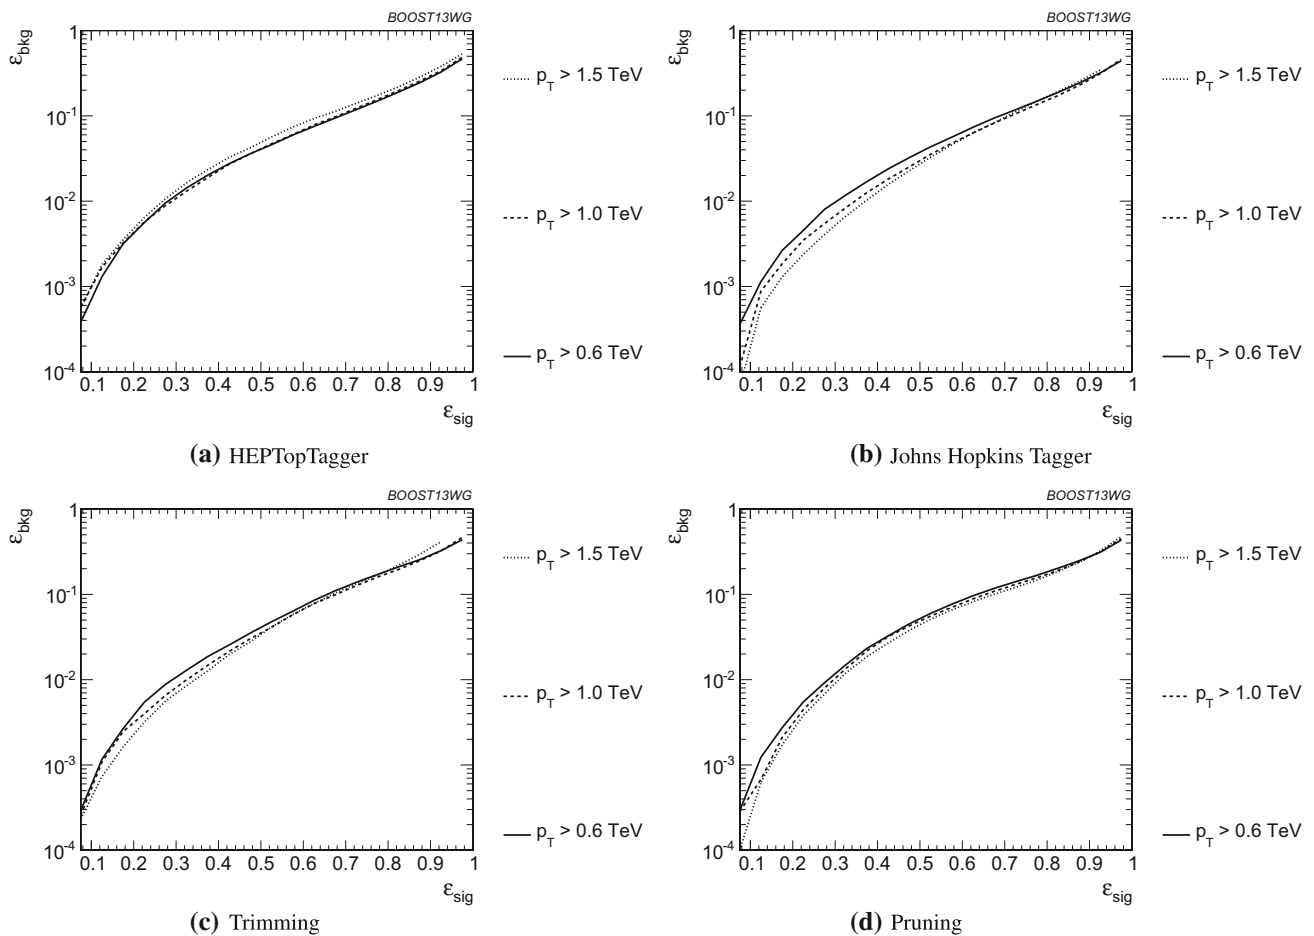 BOOST13WG
ε_bkg
1
10⁻¹
10⁻²
10⁻³
10⁻⁴
0.1 0.2 0.3 0.4 0.5 0.6 0.7 0.8 0.9 1
ε_sig
p_T > 1.5 TeV
p_T > 1.0 TeV
p_T > 0.6 TeV
(a) HEPTopTagger
BOOST13WG
ε_bkg
1
10⁻¹
10⁻²
10⁻³
10⁻⁴
0.1 0.2 0.3 0.4 0.5 0.6 0.7 0.8 0.9 1
ε_sig
p_T > 1.5 TeV
p_T > 1.0 TeV
p_T > 0.6 TeV
(b) Johns Hopkins Tagger
BOOST13WG
ε_bkg
1
10⁻¹
10⁻²
10⁻³
10⁻⁴
0.1 0.2 0.3 0.4 0.5 0.6 0.7 0.8 0.9 1
ε_sig
p_T > 1.5 TeV
p_T > 1.0 TeV
p_T > 0.6 TeV
(c) Trimming
BOOST13WG
ε_bkg
1
10⁻¹
10⁻²
10⁻³
10⁻⁴
0.1 0.2 0.3 0.4 0.5 0.6 0.7 0.8 0.9 1
ε_sig
p_T > 1.5 TeV
p_T > 1.0 TeV
p_T > 0.6 TeV
(d) Pruning